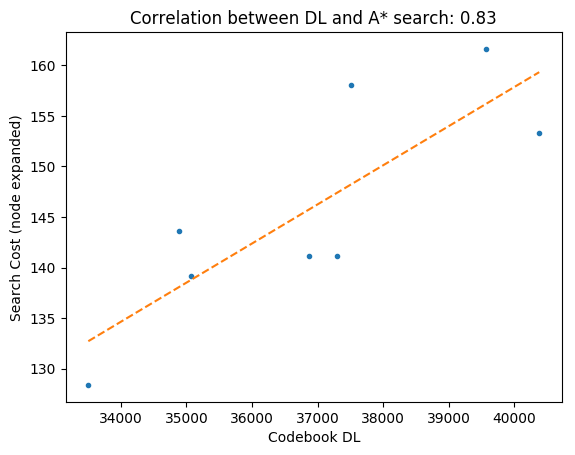 Correlation between DL and A* search: 0.83
Search Cost (node expanded)
160
155
150
145
140
135
130
34000 35000 36000 37000 38000 39000 40000
Codebook DL